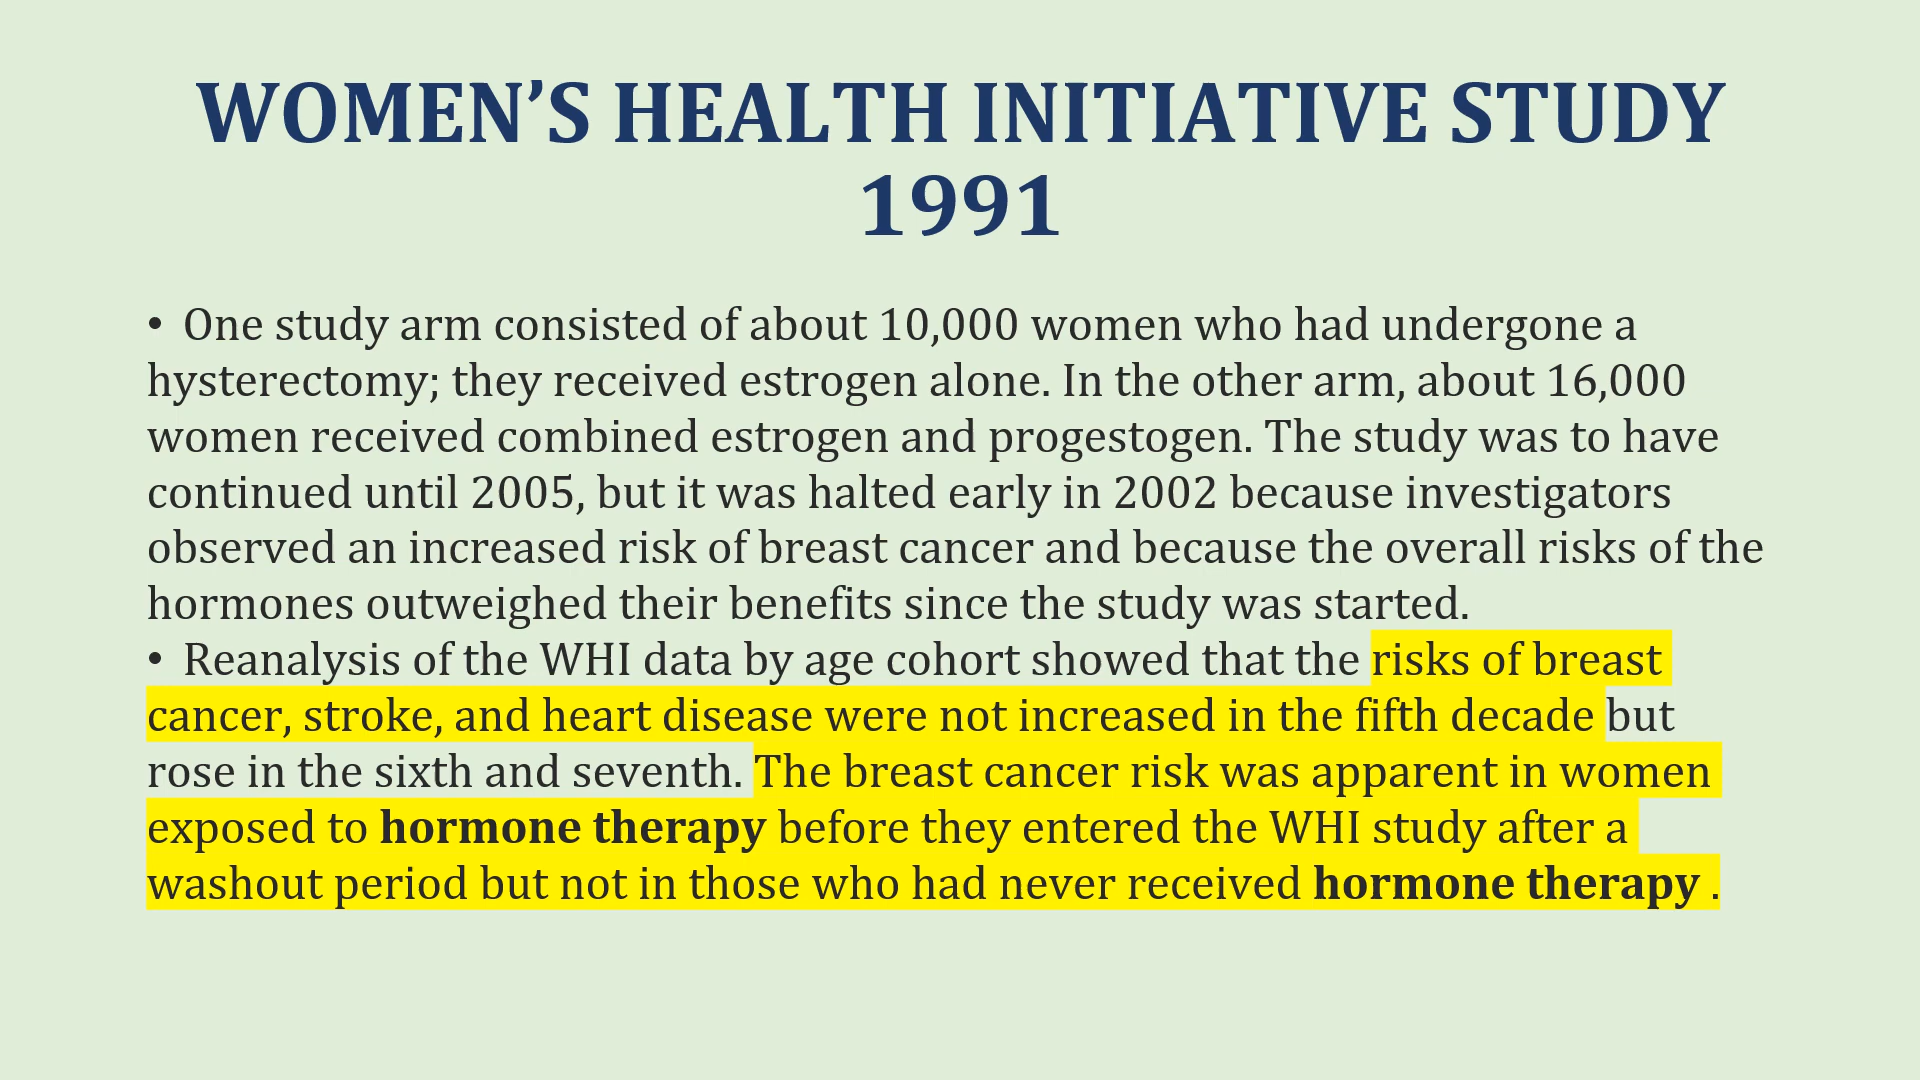 WOMEN’S HEALTH INITIATIVE STUDY
1991
• One study arm consisted of about 10,000 women who had undergone a
hysterectomy; they received estrogen alone. In the other arm, about 16,000
women received combined estrogen and progestogen. The study was to have
continued until 2005, but it was halted early in 2002 because investigators
observed an increased risk of breast cancer and because the overall risks of the
hormones outweighed their benefits since the study was started.
• Reanalysis of the WHI data by age cohort showed that the risks of breast
cancer, stroke, and heart disease were not increased in the fifth decade but
rose in the sixth and seventh. The breast cancer risk was apparent in women
exposed to hormone therapy before they entered the WHI study after a
washout period but not in those who had never received hormone therapy .